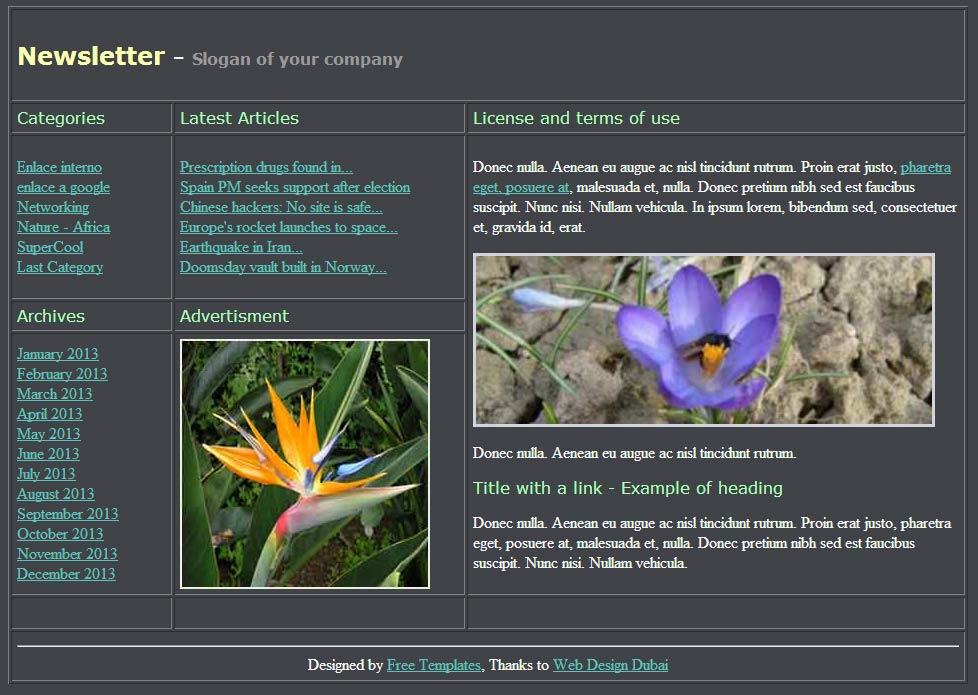 Newsletter - Slogan of your company
Categories
Enlace interno
enlace a google
Networking
Nature - Africa
SuperCool
Last Category
Latest Articles
Prescription drugs found in...
Spain PM seeks support after election
Chinese hackers: No site is safe...
Europe's rocket launches to space...
Earthquake in Iran...
Doomsday vault built in Norway...
Archives
January 2013
February 2013
March 2013
April 2013
May 2013
June 2013
July 2013
August 2013
September 2013
October 2013
November 2013
December 2013
Advertisment
License and terms of use
Donec nulla. Aenean eu augue ac nisl tincidunt rutrum. Proin erat justo, pharetra
eget, posuere at, malesuada et, nulla. Donec pretium nibh sed est faucibus
suscipit. Nunc nisi. Nullam vehicula. In ipsum lorem, bibendum sed, consectetuer
et, gravida id, erat.
Donec nulla. Aenean eu augue ac nisl tincidunt rutrum.
Title with a link - Example of heading
Donec nulla. Aenean eu augue ac nisl tincidunt rutrum. Proin erat justo, pharetra
eget, posuere at, malesuada et, nulla. Donec pretium nibh sed est faucibus
suscipit. Nunc nisi. Nullam vehicula.
Designed by Free Templates, Thanks to Web Design Dubai